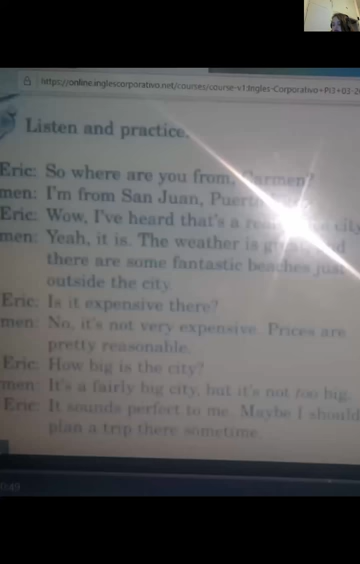 https://online.inglescorporativo.net/courses/course-v1:Ingles-Corporativo+
Listen and practice.
Eric: So where are you from, Carmen?
men: I'm from San Juan, Puerto
Eric: Wow, I've heard that's a city
men: Yeah, it is. The weather is
there are some fantastic beaches just
outside the city.
Eric: Is it expensive there?
men: No, it's not very expensive. Prices are
pretty reasonable.
Eric: How big is the city?
men: It's a fairly big city, but it's not too big.
Eric: It sounds perfect to me. Maybe I should
plan a trip there sometime.